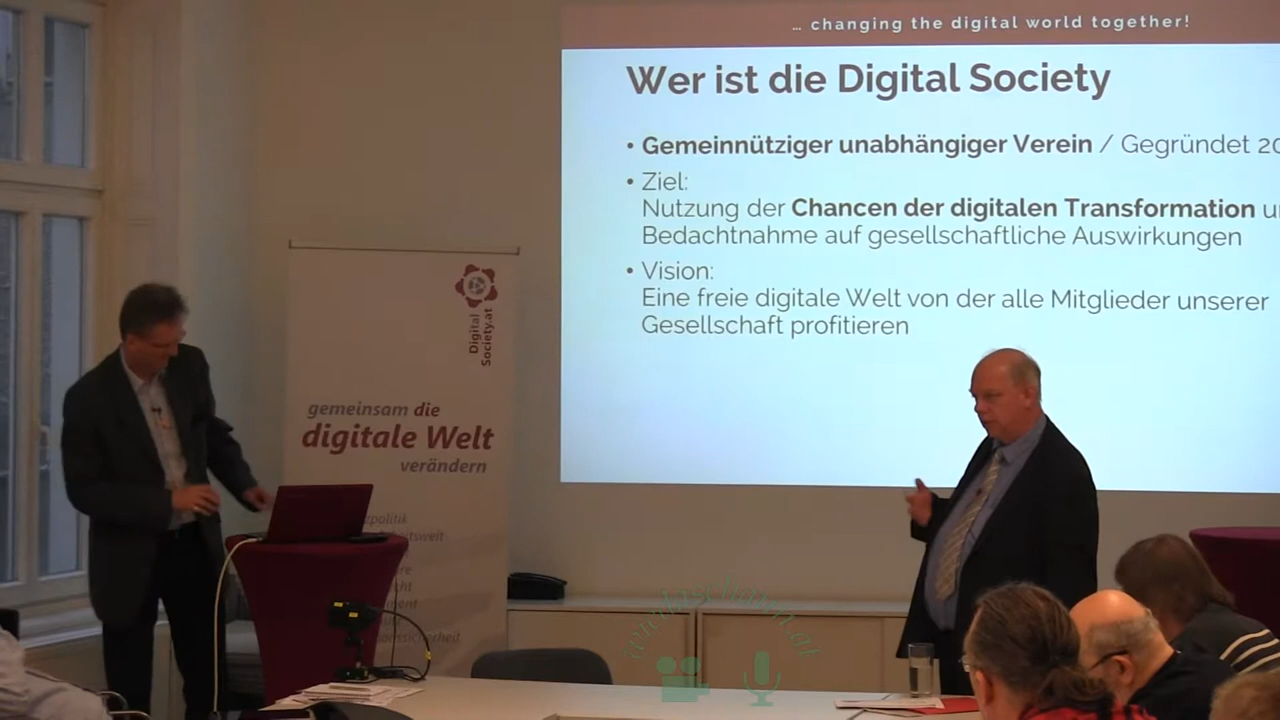 … changing the digital world together!
Wer ist die Digital Society
• Gemeinnütziger unabhängiger Verein / Gegründet 20
• Ziel:
Nutzung der Chancen der digitalen Transformation un
Bedachtnahme auf gesellschaftliche Auswirkungen
• Vision:
Eine freie digitale Welt von der alle Mitglieder unserer
Gesellschaft profitieren
Digital
Society.at
gemeinsam die
digitale Welt
verändern